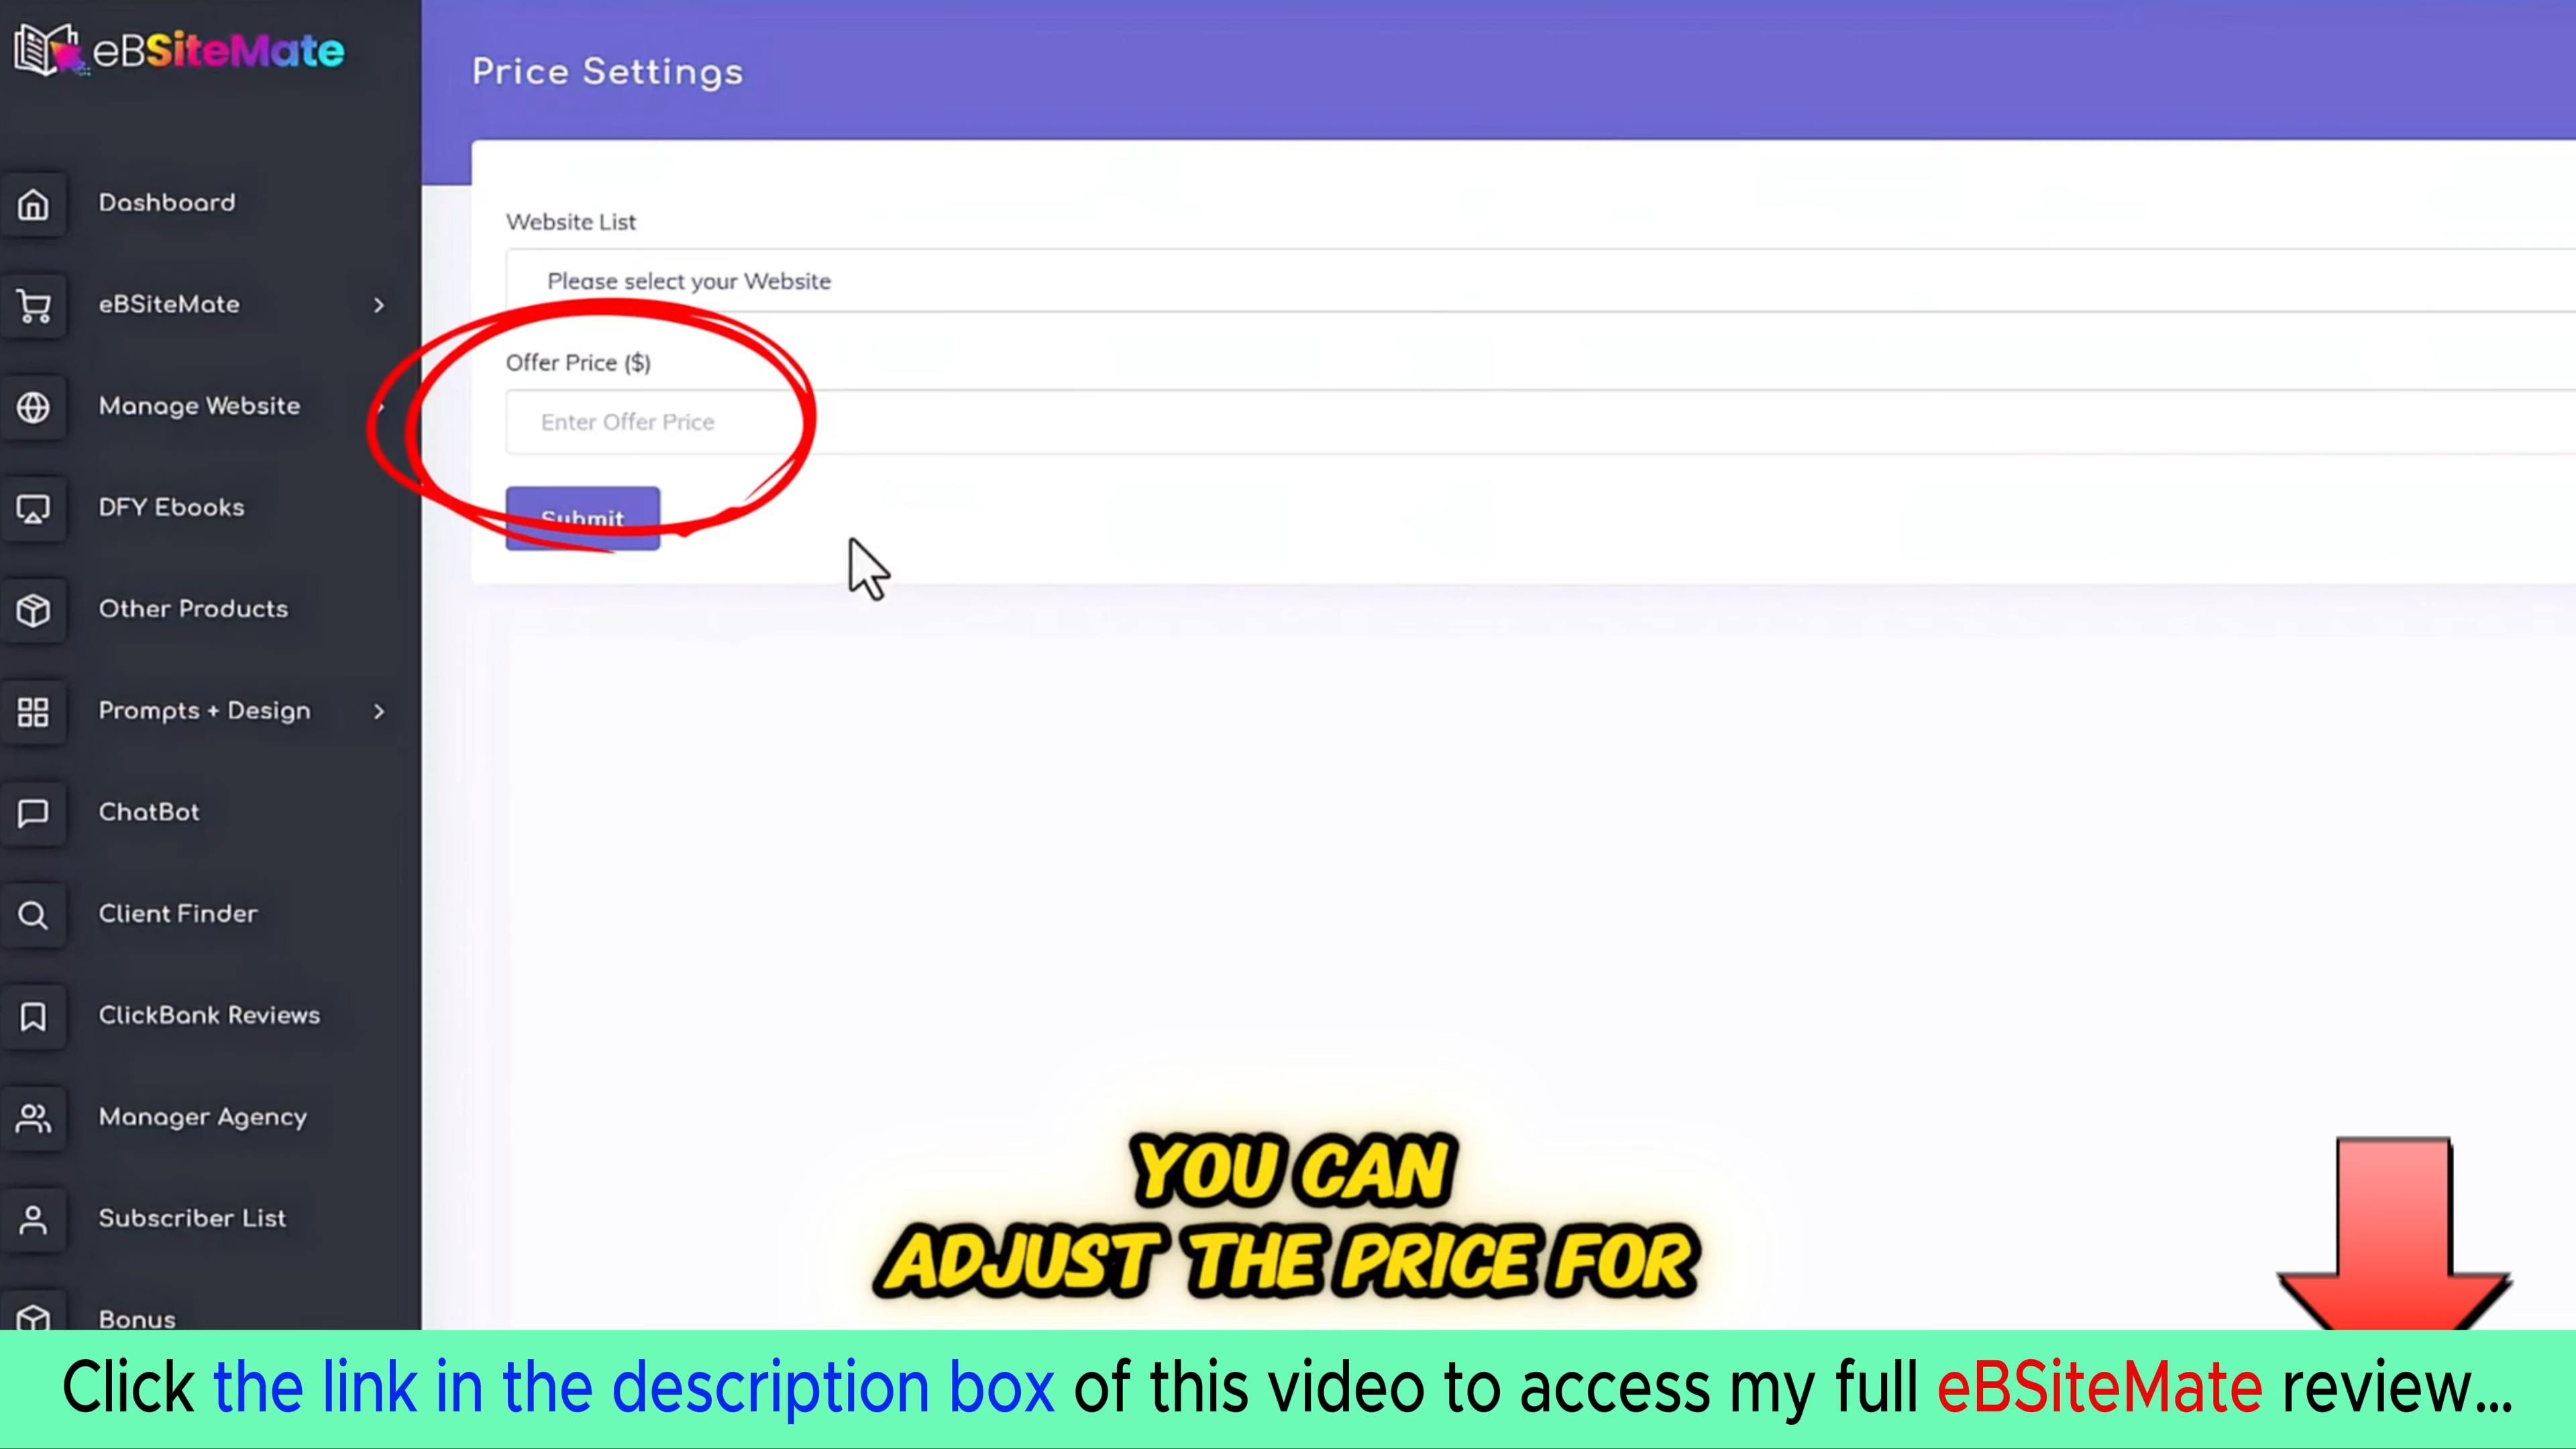 eBSiteMate
Price Settings
Dashboard
eBSiteMate
Manage Website
DFY Ebooks
Other Products
Prompts + Design
ChatBot
Client Finder
ClickBank Reviews
Manager Agency
Subscriber List
Bonus
Website List
Please select your Website
Offer Price ($)
Enter Offer Price
Submit
YOU CAN
ADJUST THE PRICE FOR
Click the link in the description box of this video to access my full eBSiteMate review...